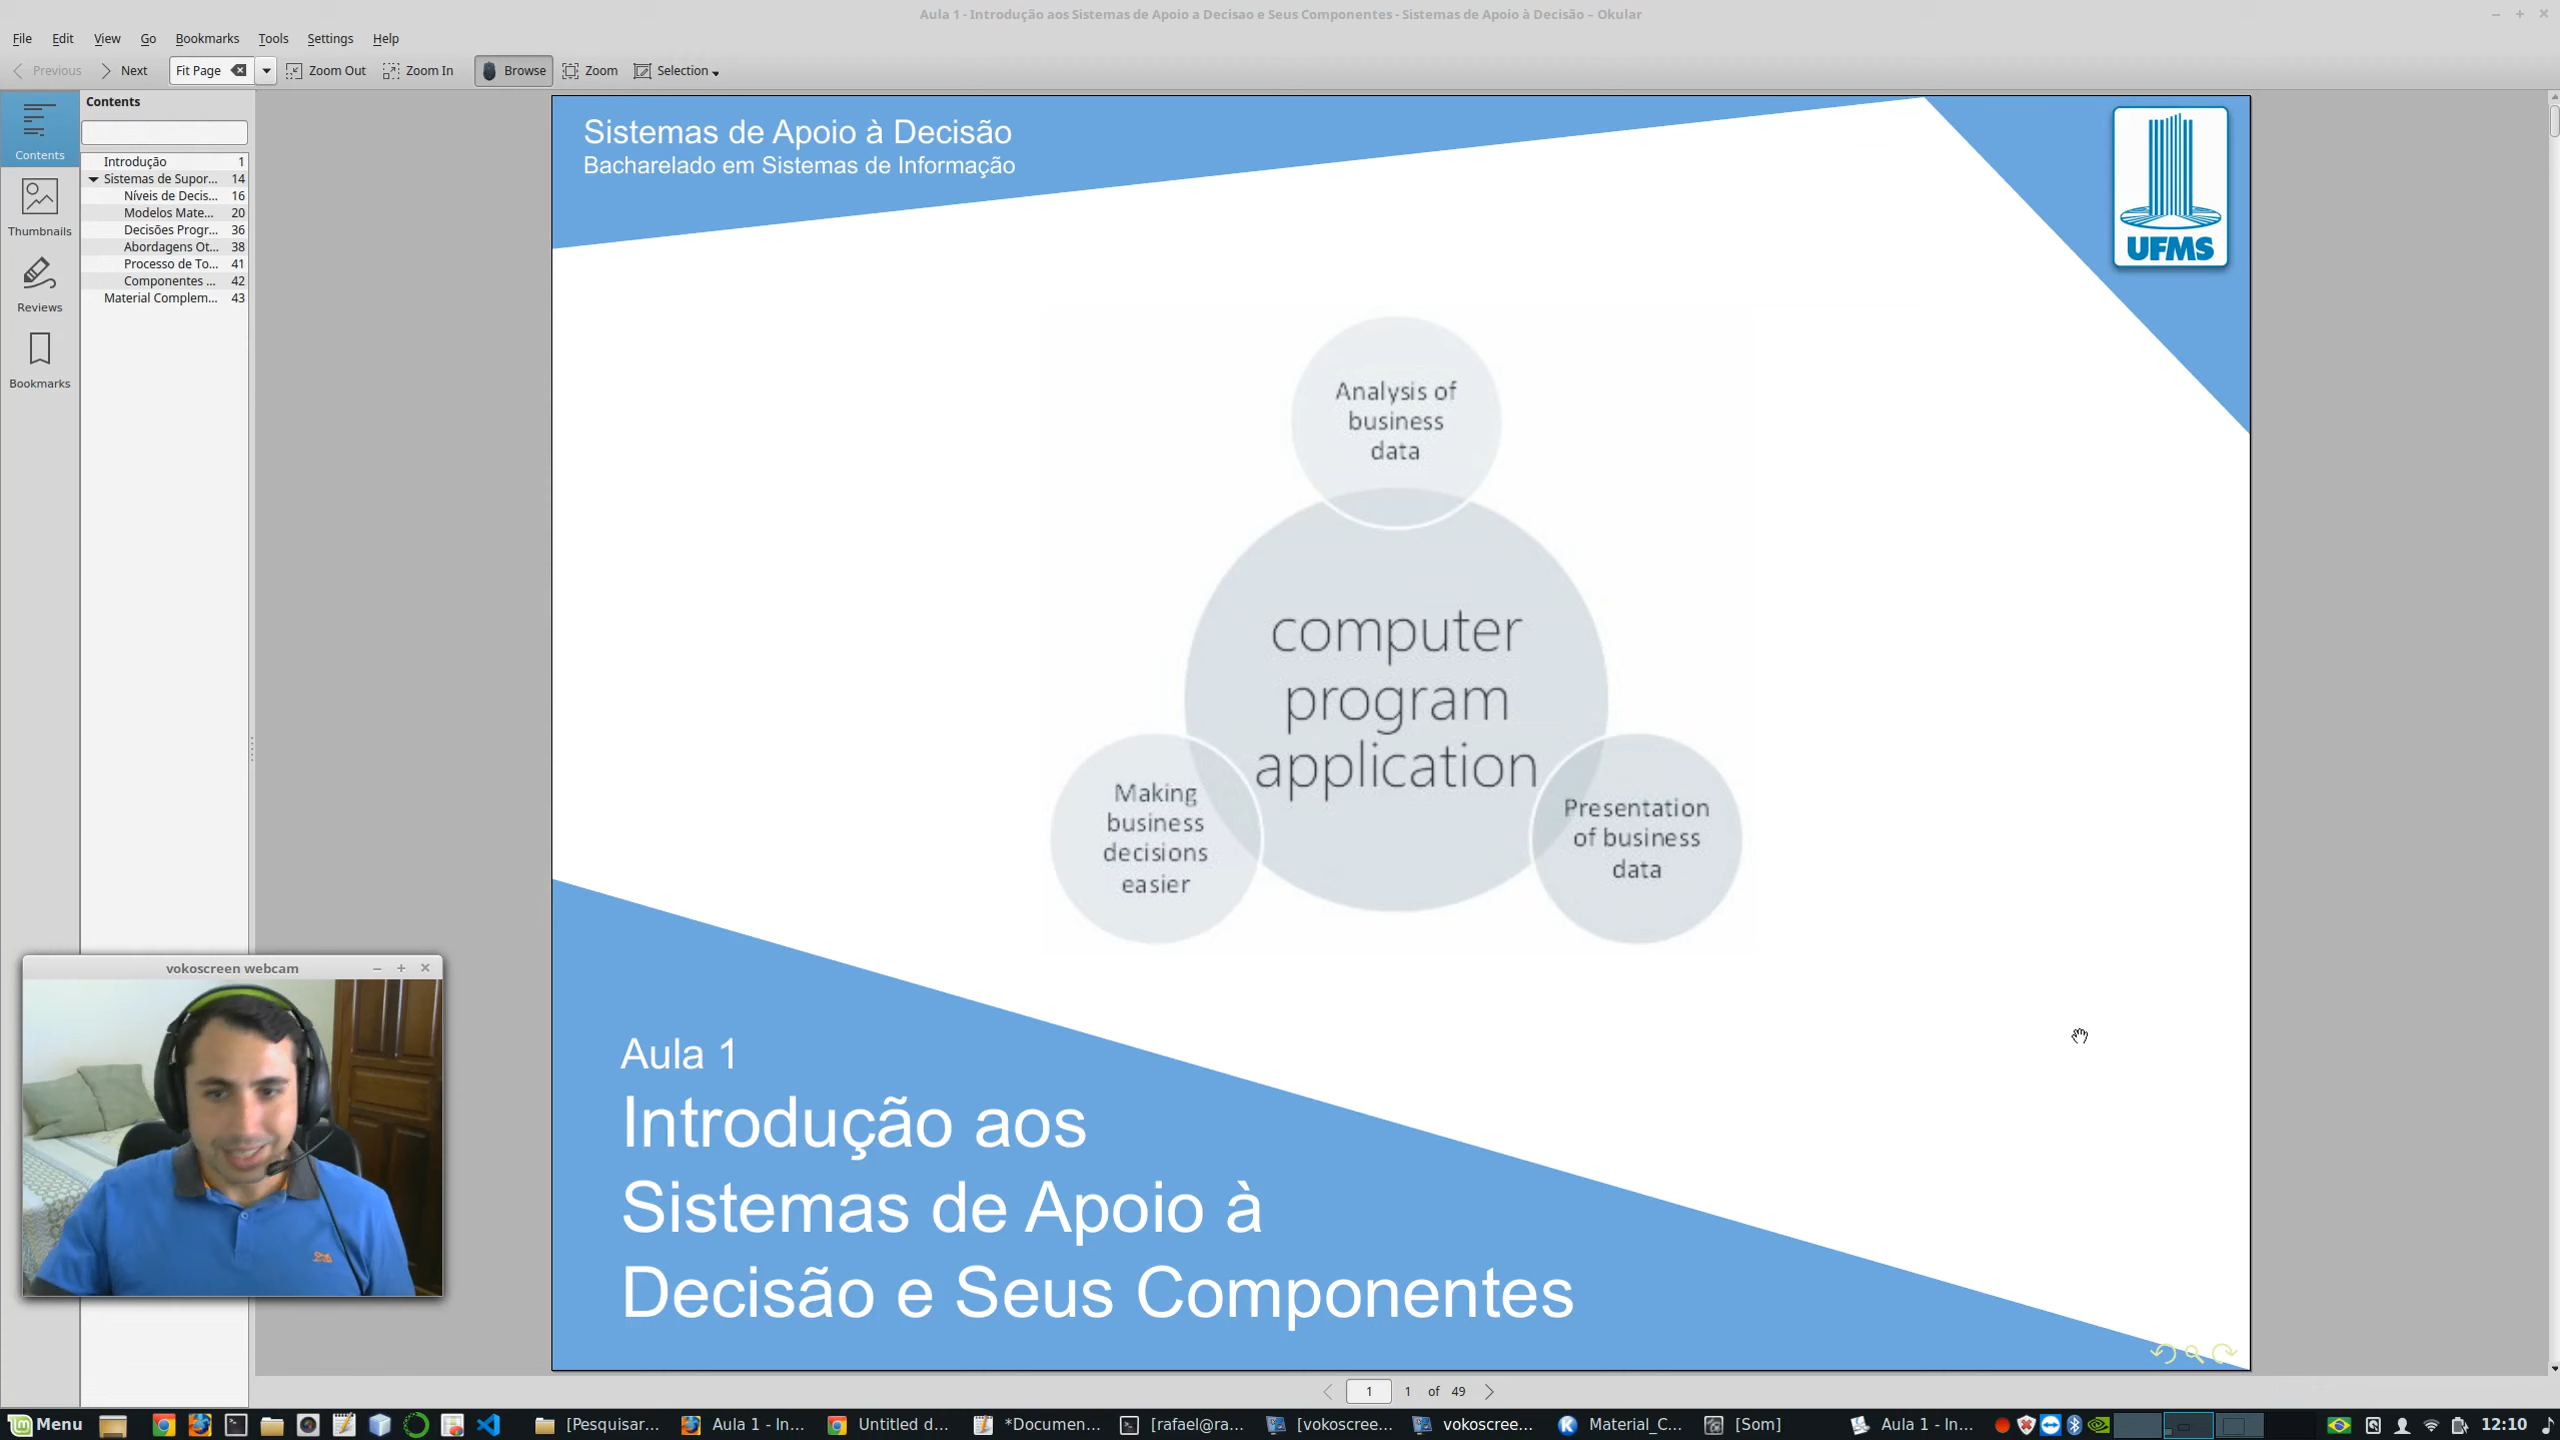 Aula 1 - Introdução aos Sistemas de Apoio a Decisao e Seus Componentes - Sistemas de Apoio à Decisão – Okular
File Edit View Go Bookmarks Tools Settings Help
Previous Next Fit Page Zoom Out Zoom In Browse Zoom Selection
Contents
Contents
Thumbnails
Reviews
Bookmarks
Introdução 1
Sistemas de Supor... 14
Níveis de Decis... 16
Modelos Mate... 20
Decisões Progr... 36
Abordagens Ot... 38
Processo de To... 41
Componentes ... 42
Material Complem... 43
Sistemas de Apoio à Decisão
Bacharelado em Sistemas de Informação
UFMS
Analysis of
business
data
computer
program
application
Making
business
decisions
easier
Presentation
of business
data
Aula 1
Introdução aos
Sistemas de Apoio à
Decisão e Seus Componentes
vokoscreen webcam
1 1 of 49
Menu [Pesquisar... Aula 1 - In... Untitled d... *Documen... [rafael@ra... [vokoscree... vokoscree... Material_C... [Som] Aula 1 - In... 12:10